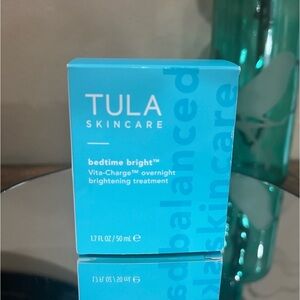 TULA
SKINCARE
bedtime bright™
Vita-Charge™ overnight
brightening treatment
1.7 FL OZ / 50 mL ℮
balanced
skincare